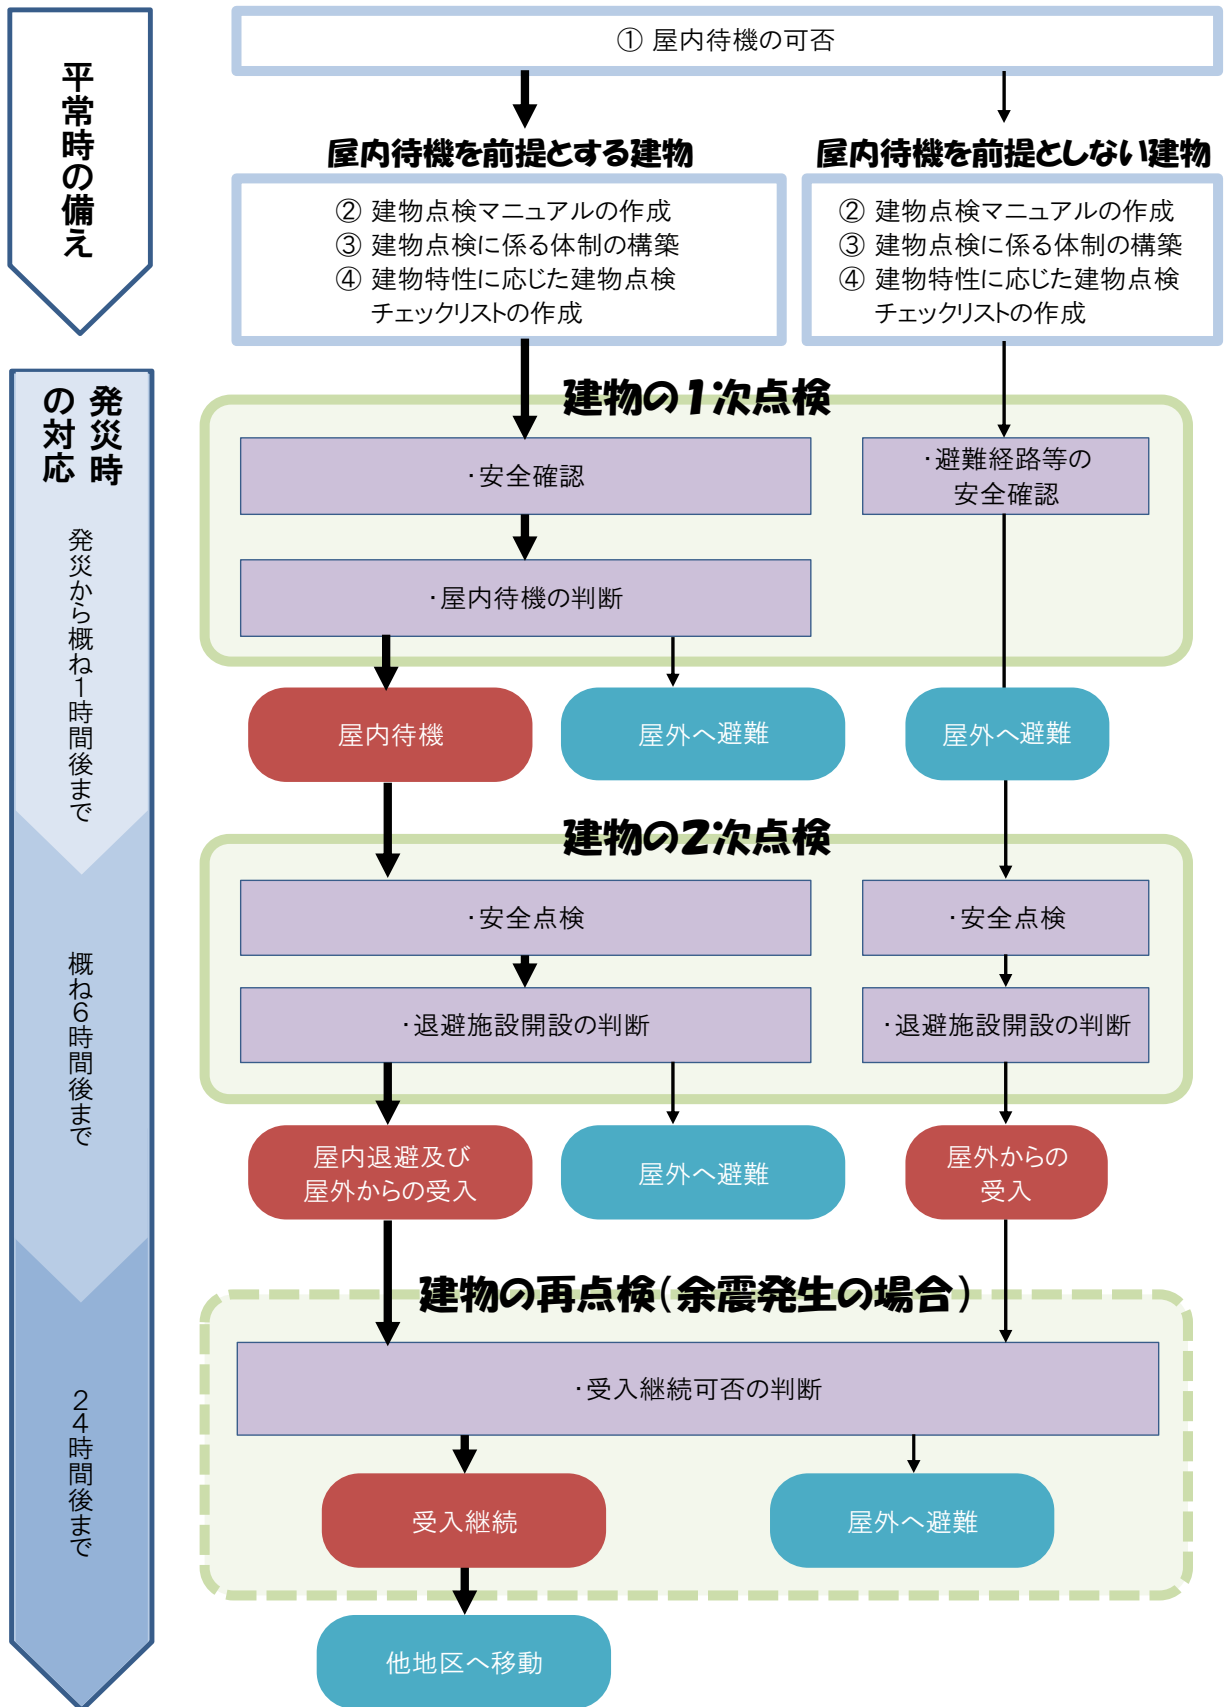 平常時の備え
① 屋内待機の可否
屋内待機を前提とする建物
屋内待機を前提としない建物
② 建物点検マニュアルの作成
③ 建物点検に係る体制の構築
④ 建物特性に応じた建物点検
チェックリストの作成
② 建物点検マニュアルの作成
③ 建物点検に係る体制の構築
④ 建物特性に応じた建物点検
チェックリストの作成
発災時
の対応
発災から概ね1時間後まで
建物の1次点検
・安全確認
・避難経路等の
安全確認
・屋内待機の判断
屋内待機
屋外へ避難
屋外へ避難
概ね6時間後まで
建物の2次点検
・安全点検
・安全点検
・退避施設開設の判断
・退避施設開設の判断
屋内退避及び
屋外からの受入
屋外へ避難
屋外からの
受入
24時間後まで
建物の再点検(余震発生の場合)
・受入継続可否の判断
受入継続
屋外へ避難
他地区へ移動